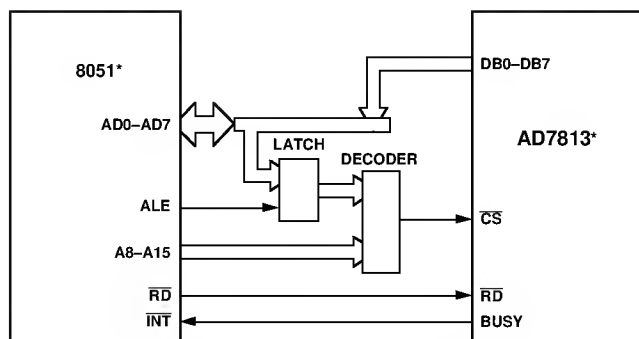 8051*
DB0–DB7
AD0–AD7
AD7813*
LATCH
DECODER
ALE
CS
A8–A15
RD
RD
INT
BUSY